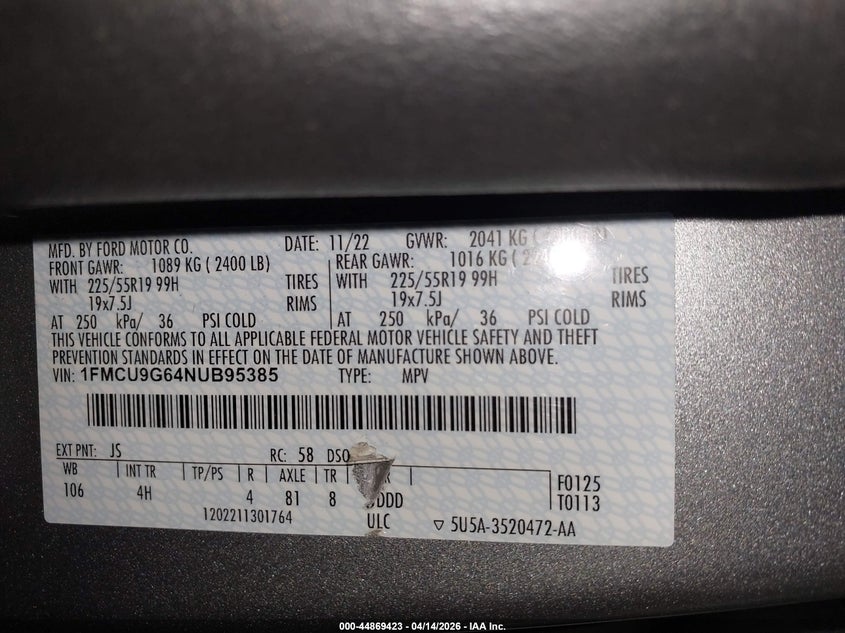 MFD. BY FORD MOTOR CO. DATE: 11/22 GVWR: 2041 KG (
FRONT GAWR: 1089 KG ( 2400 LB) REAR GAWR: 1016 KG (
WITH 225/55R19 99H TIRES WITH 225/55R19 99H TIRES
19x7.5J RIMS 19x7.5J RIMS
AT 250 kPa/ 36 PSI COLD AT 250 kPa/ 36 PSI COLD
THIS VEHICLE CONFORMS TO ALL APPLICABLE FEDERAL MOTOR VEHICLE SAFETY AND THEFT
PREVENTION STANDARDS IN EFFECT ON THE DATE OF MANUFACTURE SHOWN ABOVE.
VIN: 1FMCU9G64NUB95385 TYPE: MPV
EXT PNT: JS RC: 58 DSO
WB INT TR TP/PS R AXLE TR R
106 4H 4 81 8 DDD
F0125
T0113
1202211301764 ULC ▽ 5U5A-3520472-AA
000-44869423 - 04/14/2026 - IAA Inc.